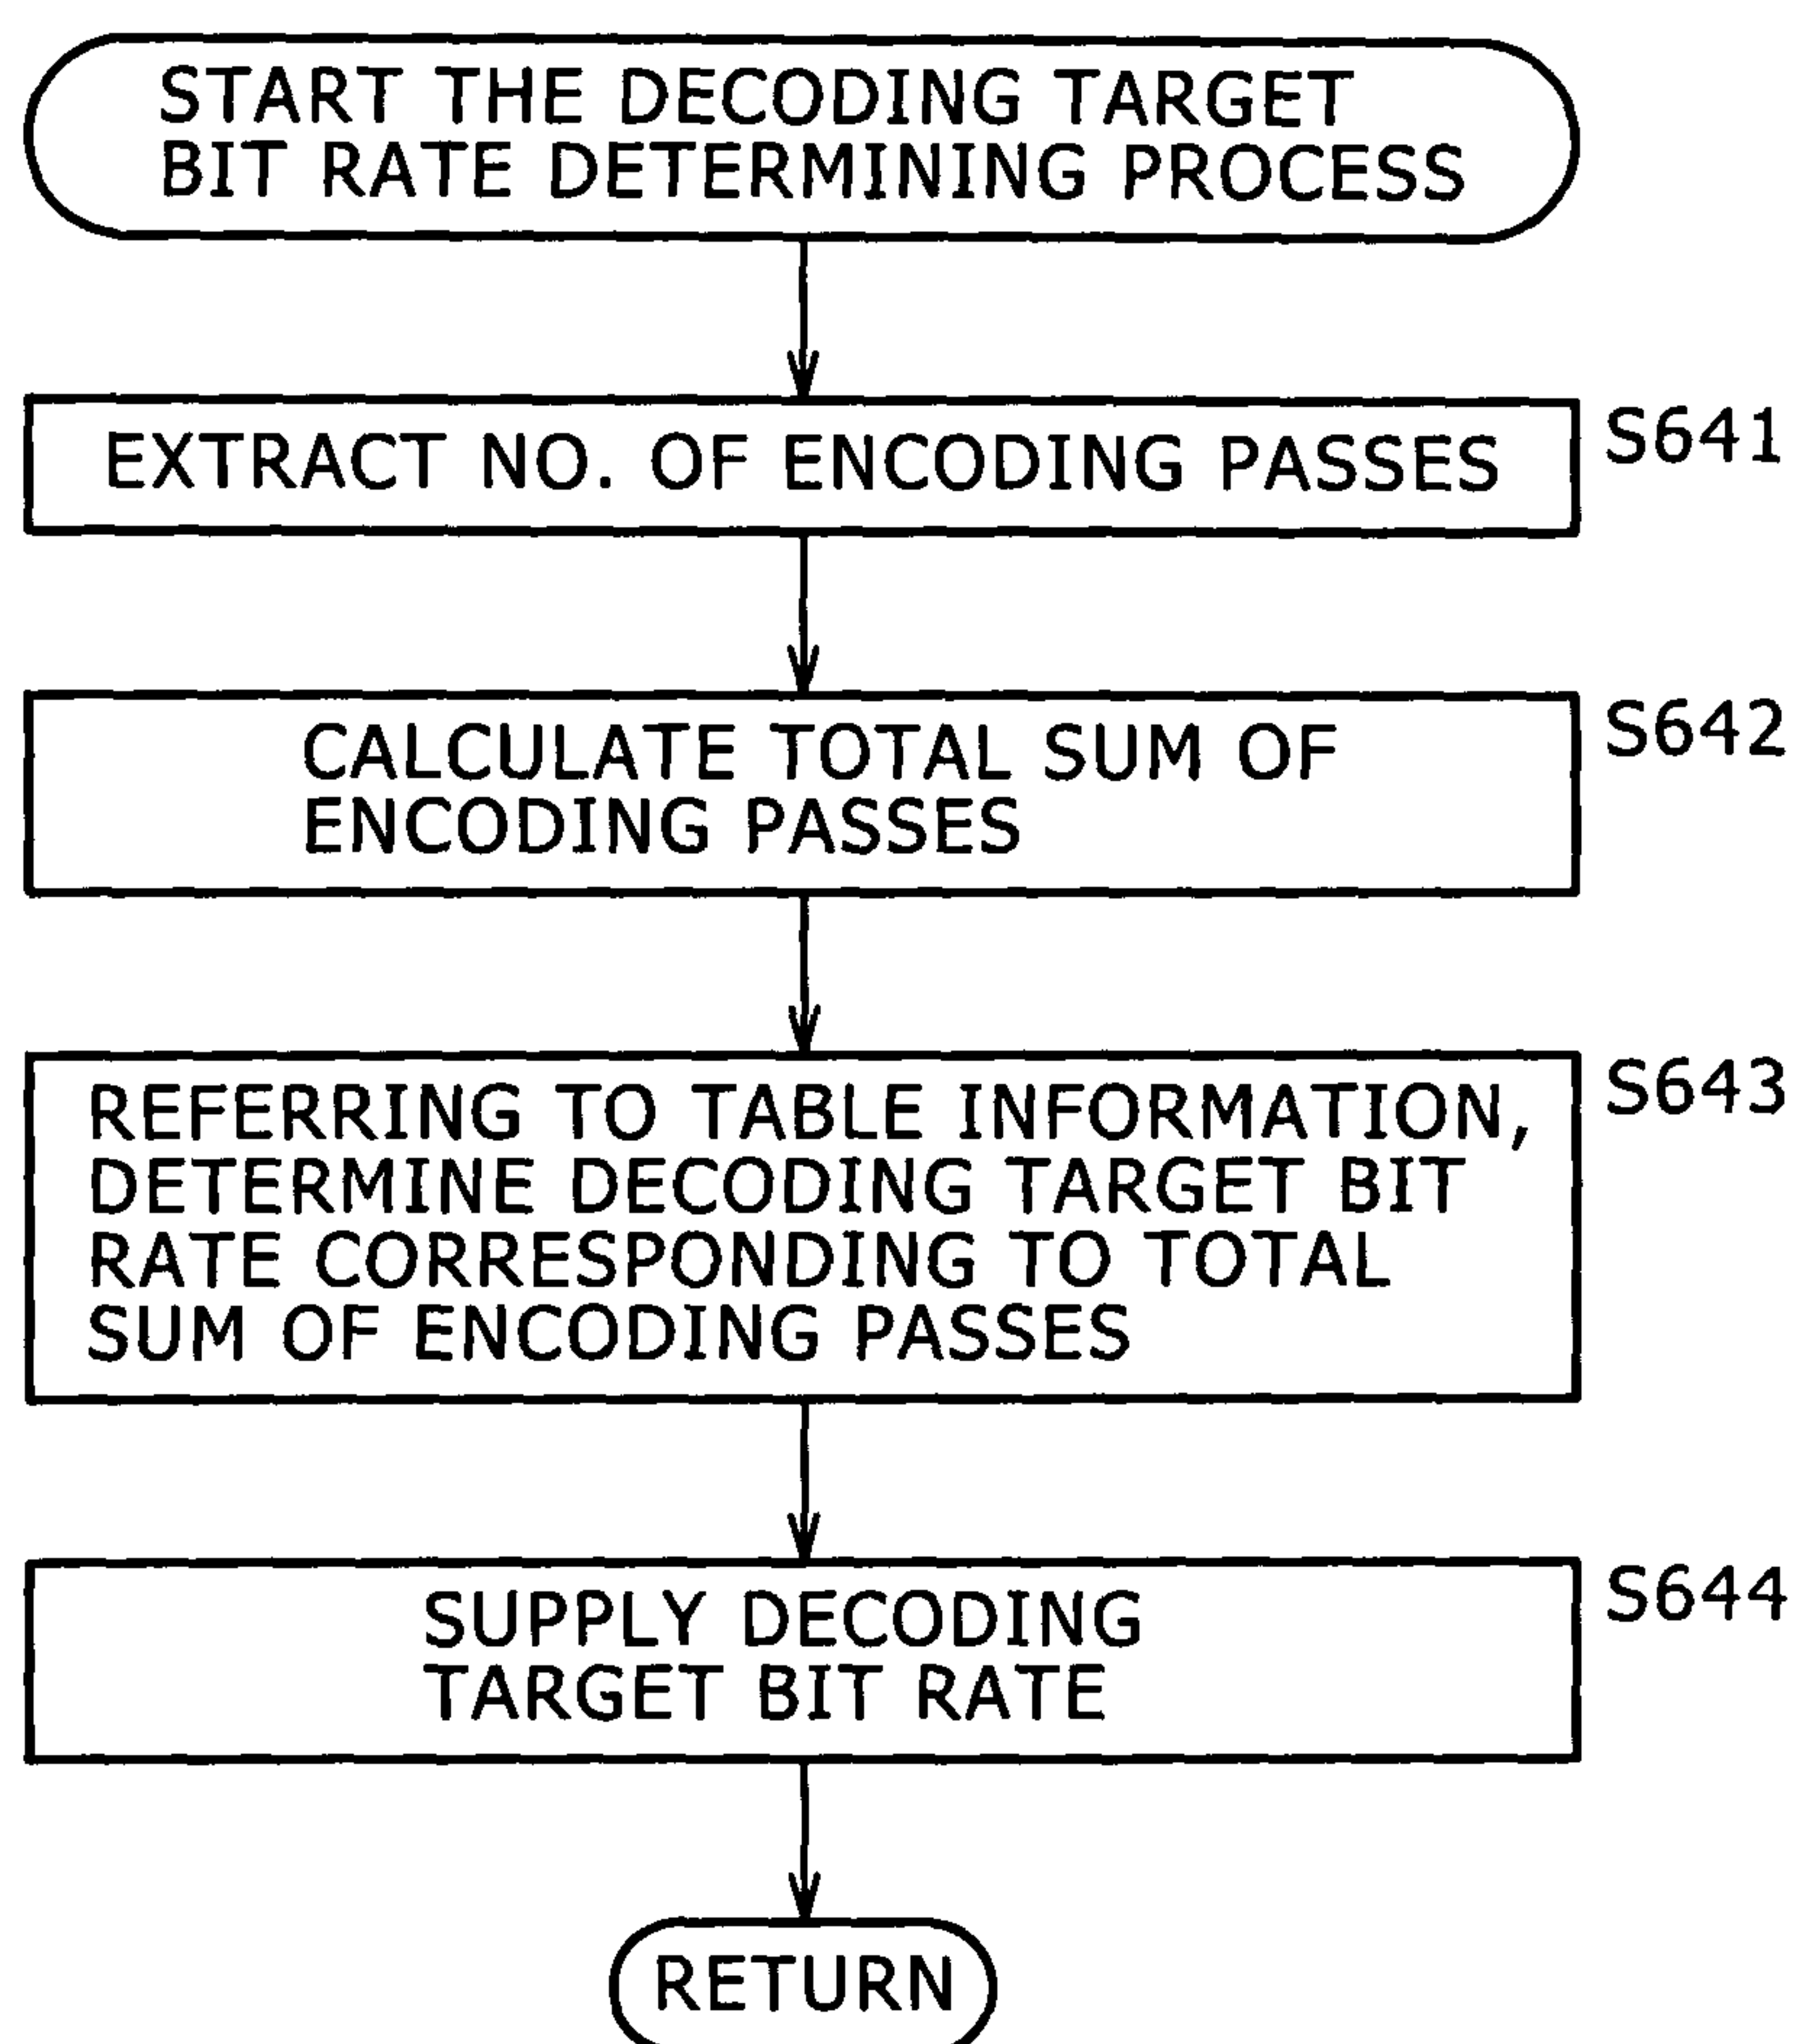 START THE DECODING TARGET
BIT RATE DETERMINING PROCESS
EXTRACT NO. OF ENCODING PASSES
S641
CALCULATE TOTAL SUM OF
ENCODING PASSES
S642
REFERRING TO TABLE INFORMATION,
DETERMINE DECODING TARGET BIT
RATE CORRESPONDING TO TOTAL
SUM OF ENCODING PASSES
S643
SUPPLY DECODING
TARGET BIT RATE
S644
RETURN